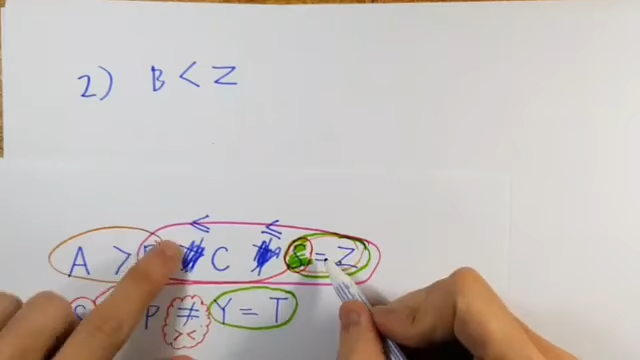 2) B < Z
≤ ≤
A > C = Z
P ≠ Y = T
> <